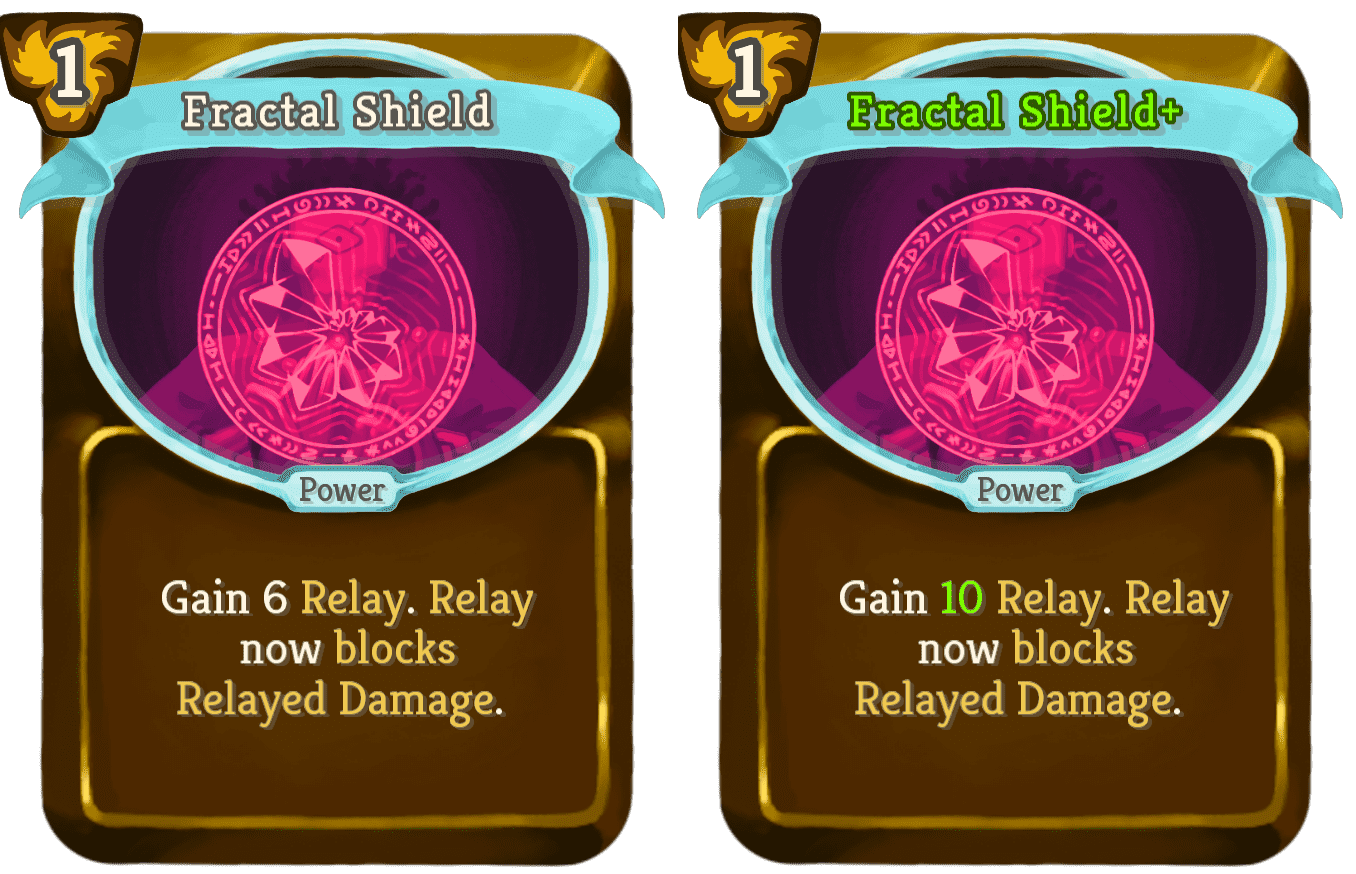 1
Fractal Shield
Power
Gain 6 Relay. Relay
now blocks
Relayed Damage.
1
Fractal Shield+
Power
Gain 10 Relay. Relay
now blocks
Relayed Damage.